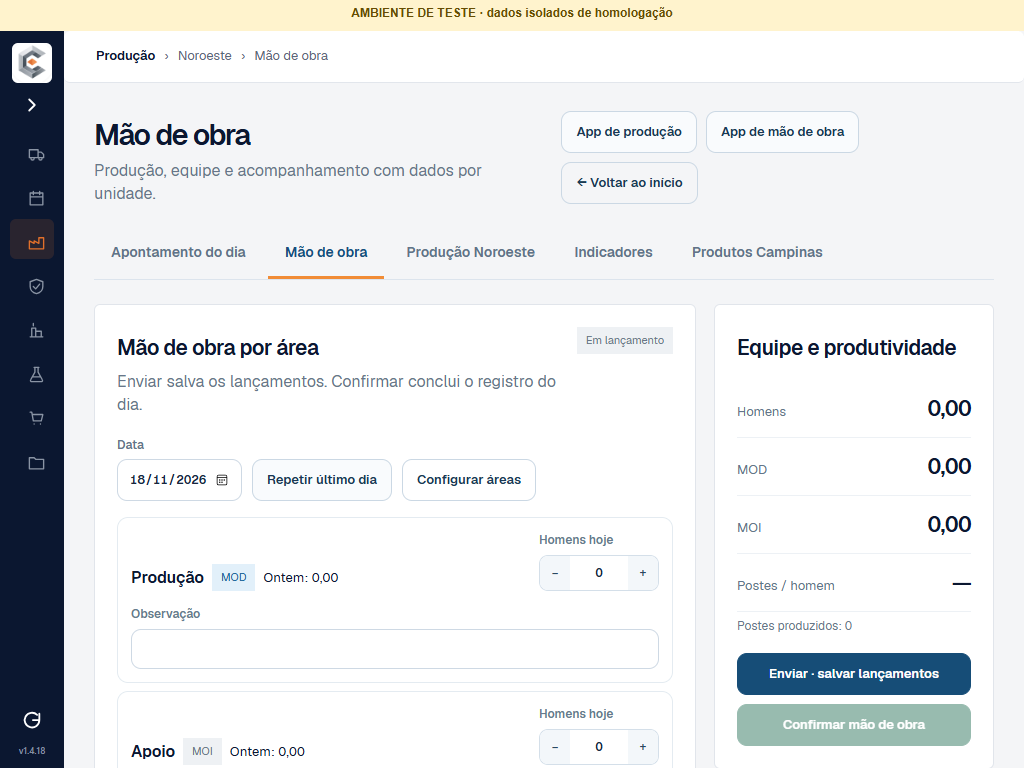 AMBIENTE DE TESTE · dados isolados de homologação
Produção › Noroeste › Mão de obra
Mão de obra
Produção, equipe e acompanhamento com dados por
unidade.
App de produção
App de mão de obra
← Voltar ao início
Apontamento do dia
Mão de obra
Produção Noroeste
Indicadores
Produtos Campinas
Mão de obra por área
Em lançamento
Enviar salva os lançamentos. Confirmar conclui o registro do
dia.
Data
18/11/2026
Repetir último dia
Configurar áreas
Homens hoje
Produção MOD Ontem: 0,00
− 0 +
Observação
Homens hoje
Apoio MOI Ontem: 0,00
− 0 +
Equipe e produtividade
Homens 0,00
MOD 0,00
MOI 0,00
Postes / homem —
Postes produzidos: 0
Enviar · salvar lançamentos
Confirmar mão de obra
v1.4.18